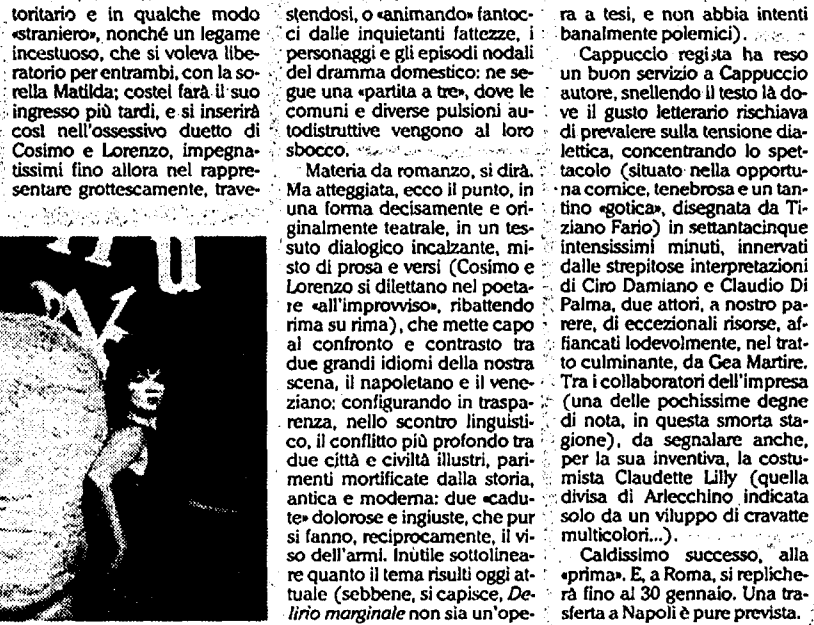 toritario e in qualche modo
«straniero», nonché un legame
incestuoso, che si voleva libe-
ratorio per entrambi, con la so-
rella Matilda; costei farà il suo
ingresso più tardi, e si inserirà
così nell'ossessivo duetto di
Cosimo e Lorenzo, impegna-
tissimi fino allora nel rappre-
sentare grottescamente, trave-
stendosi, o «animando» fantoc-
ci dalle inquietanti fattezze, i
personaggi e gli episodi nodali
del dramma domestico: ne se-
gue una «partita a tre», dove le
comuni e diverse pulsioni au-
todistruttive vengono al loro
sbocco.
Materia da romanzo, si dirà.
Ma atteggiata, ecco il punto, in
una forma decisamente e ori-
ginalmente teatrale, in un tes-
suto dialogico incalzante, mi-
sto di prosa e versi (Cosimo e
Lorenzo si dilettano nel poeta-
re «all'improvviso», ribattendo
rima su rima), che mette capo
al confronto e contrasto tra
due grandi idiomi della nostra
scena, il napoletano e il vene-
ziano; configurando in traspa-
renza, nello scontro linguisti-
co, il conflitto più profondo tra
due città e civiltà illustri, pari-
menti mortificate dalla storia,
antica e moderna: due «cadu-
te» dolorose e ingiuste, che pur
si fanno, reciprocamente, il vi-
so dell'armi. Inutile sottolinea-
re quanto il tema risulti oggi at-
tuale (sebbene, si capisce, De-
lirio marginale non sia un'ope-
ra a tesi, e non abbia intenti
banalmente polemici).
Cappuccio regista ha reso
un buon servizio a Cappuccio
autore, snellendo il testo là do-
ve il gusto letterario rischiava
di prevalere sulla tensione dia-
lettica, concentrando lo spet-
tacolo (situato nella opportu-
na cornice, tenebrosa e un tan-
tino «gotica», disegnata da Ti-
ziano Fario) in settantacinque
intensissimi minuti, innervati
dalle strepitose interpretazioni
di Ciro Damiano e Claudio Di
Palma, due attori, a nostro pa-
rere, di eccezionali risorse, af-
fiancati lodevolmente, nel trat-
to culminante, da Gea Martire.
Tra i collaboratori dell'impresa
(una delle pochissime degne
di nota, in questa smorta sta-
gione), da segnalare anche,
per la sua inventiva, la costu-
mista Claudette Lilly (quella
divisa di Arlecchino indicata
solo da un viluppo di cravatte
multicolori...).
Caldissimo successo, alla
«prima». E, a Roma, si repliche-
rà fino al 30 gennaio. Una tra-
sferta a Napoli è pure prevista.